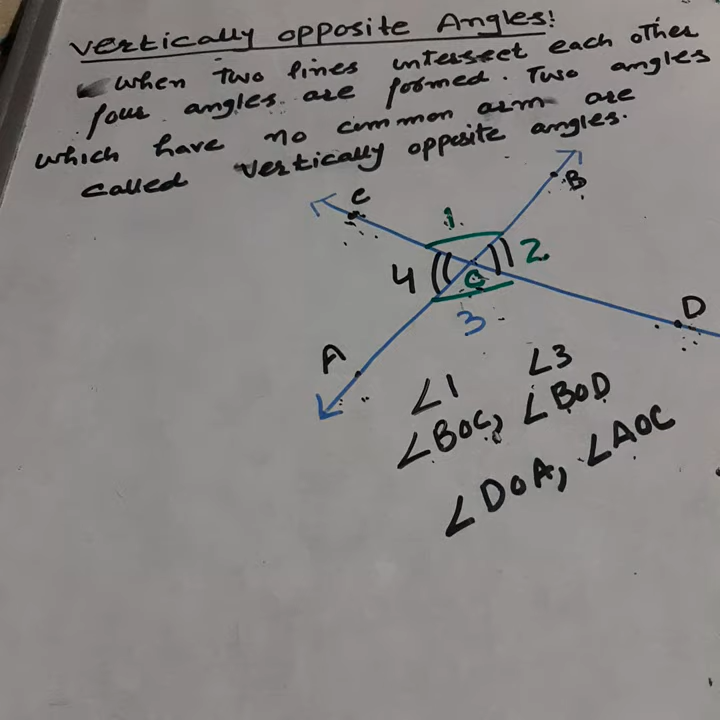 Vertically opposite Angles!
When two lines intersect each other
four angles are formed. Two angles
which have no common arm are
called Vertically opposite angles.
C
B
1
4
2
O
3
D
A
∠1 ∠3
∠BOC, ∠BOD
∠DOA, ∠AOC